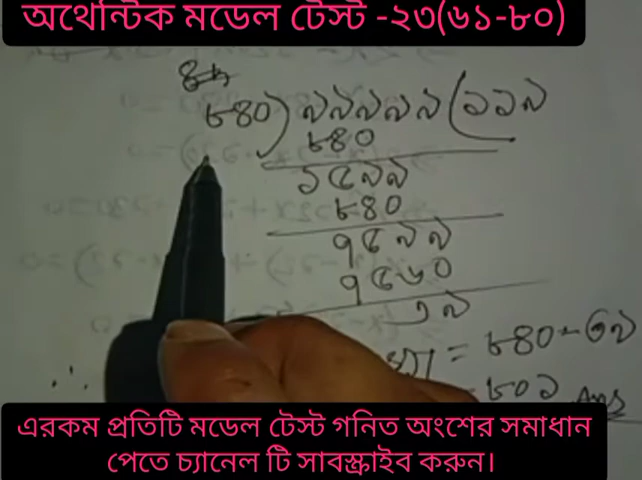 অথেন্টিক মডেল টেস্ট -২৩(৬১-৮০)
৮৪০) ৯৯৯৯৯ (১১৯
৮৪০
১৫৯৯
৮৪০
৭৫৯৯
৭৫৬০
৩৯
= ৮৪০-৩৯
= ৮০১ Ans
এরকম প্রতিটি মডেল টেস্ট গনিত অংশের সমাধান
পেতে চ্যানেল টি সাবস্ক্রাইব করুন।